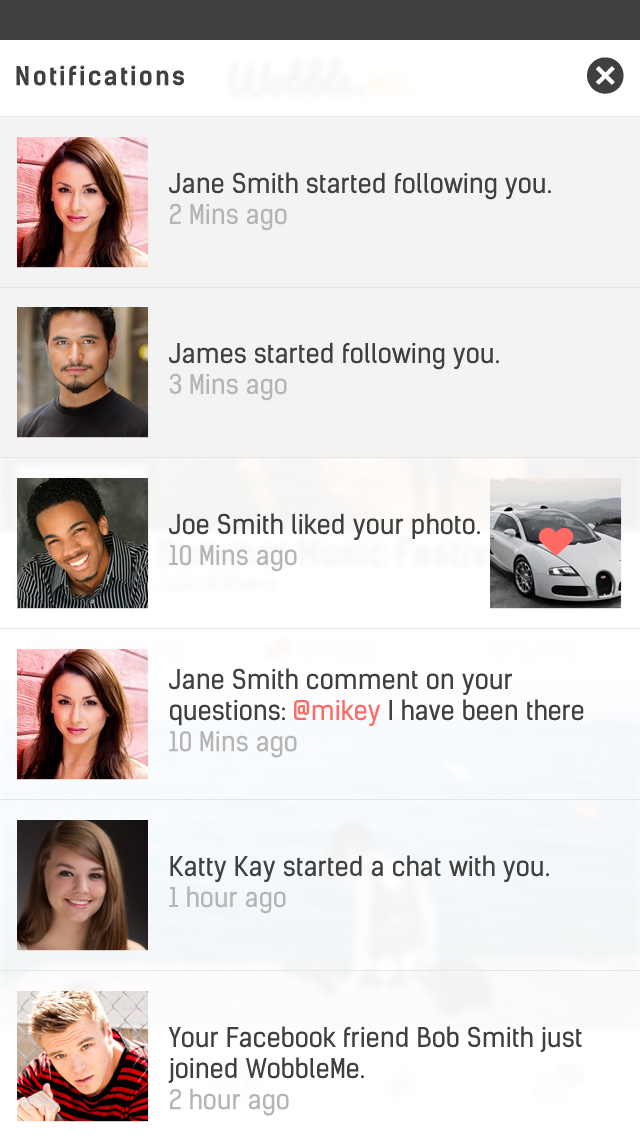 Notifications
Jane Smith started following you.
2 Mins ago
James started following you.
3 Mins ago
Joe Smith liked your photo.
10 Mins ago
Jane Smith comment on your
questions: @mikey I have been there
10 Mins ago
Katty Kay started a chat with you.
1 hour ago
Your Facebook friend Bob Smith just
joined WobbleMe.
2 hour ago